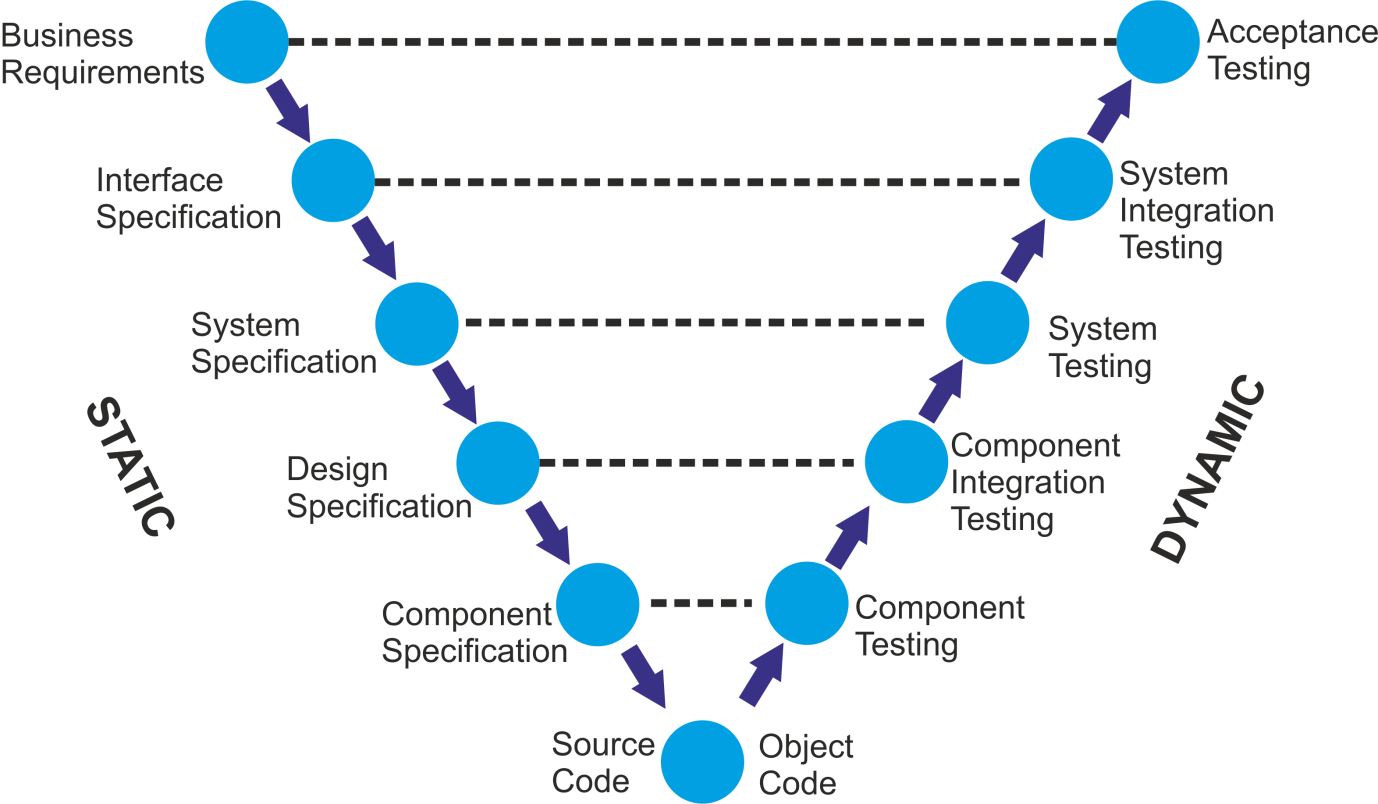 Business
Requirements
Acceptance
Testing
Interface
Specification
System
Integration
Testing
System
Specification
System
Testing
STATIC
DYNAMIC
Design
Specification
Component
Integration
Testing
Component
Specification
Component
Testing
Source
Code
Object
Code